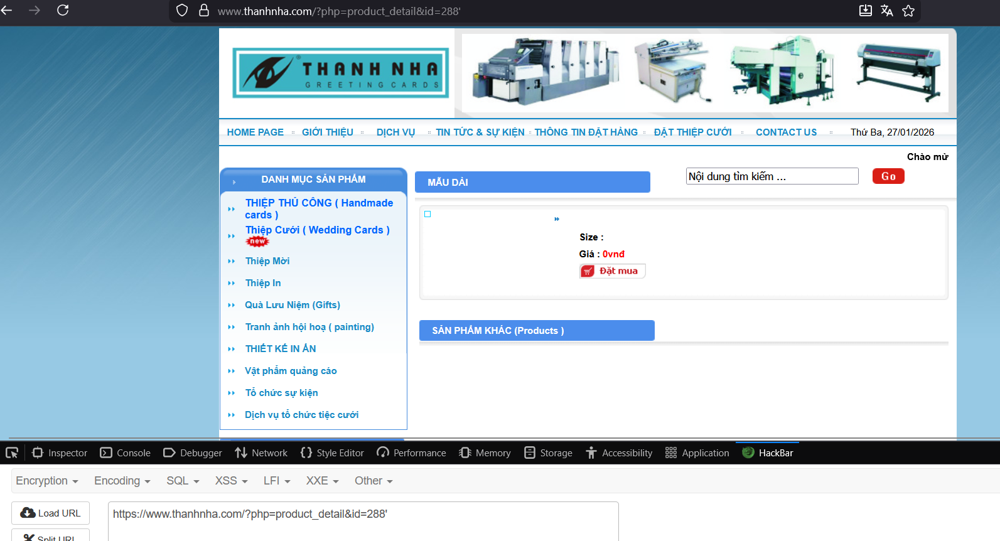 www.thanhnha.com/?php=product_detail&id=288'
THANH NHA®
GREETING CARDS
HOME PAGE GIỚI THIỆU DỊCH VỤ TIN TỨC & SỰ KIỆN THÔNG TIN ĐẶT HÀNG ĐẶT THIỆP CƯỚI CONTACT US Thứ Ba, 27/01/2026
Chào mừ
DANH MỤC SẢN PHẨM
THIỆP THỦ CÔNG ( Handmade
cards )
Thiệp Cưới ( Wedding Cards )
new
Thiệp Mời
Thiệp In
Quà Lưu Niệm (Gifts)
Tranh ảnh hội hoạ ( painting)
THIẾT KẾ IN ẤN
Vật phẩm quảng cáo
Tổ chức sự kiện
Dịch vụ tổ chức tiệc cưới
MẪU DÀI
Nội dung tìm kiếm ... Go
Size :
Giá : 0vnđ
Đặt mua
SẢN PHẨM KHÁC (Products )
Inspector Console Debugger Network Style Editor Performance Memory Storage Accessibility Application HackBar
Encryption Encoding SQL XSS LFI XXE Other
Load URL
https://www.thanhnha.com/?php=product_detail&id=288'
Split URL